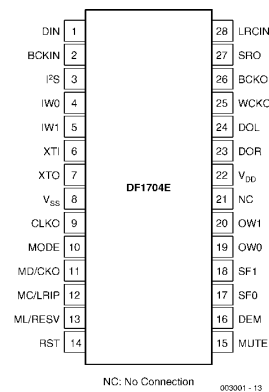 DIN 1 28 LRCIN
BCKIN 2 27 SRO
I²S 3 26 BCKO
IW0 4 25 WCKO
IW1 5 24 DOL
XTI 6 23 DOR
XTO 7 22 VDD
DF1704E
VSS 8 21 NC
CLKO 9 20 OW1
MODE 10 19 OW0
MD/CKO 11 18 SF1
MC/LRIP 12 17 SF0
ML/RESV 13 16 DEM
RST 14 15 MUTE
NC: No Connection
003001 - 13